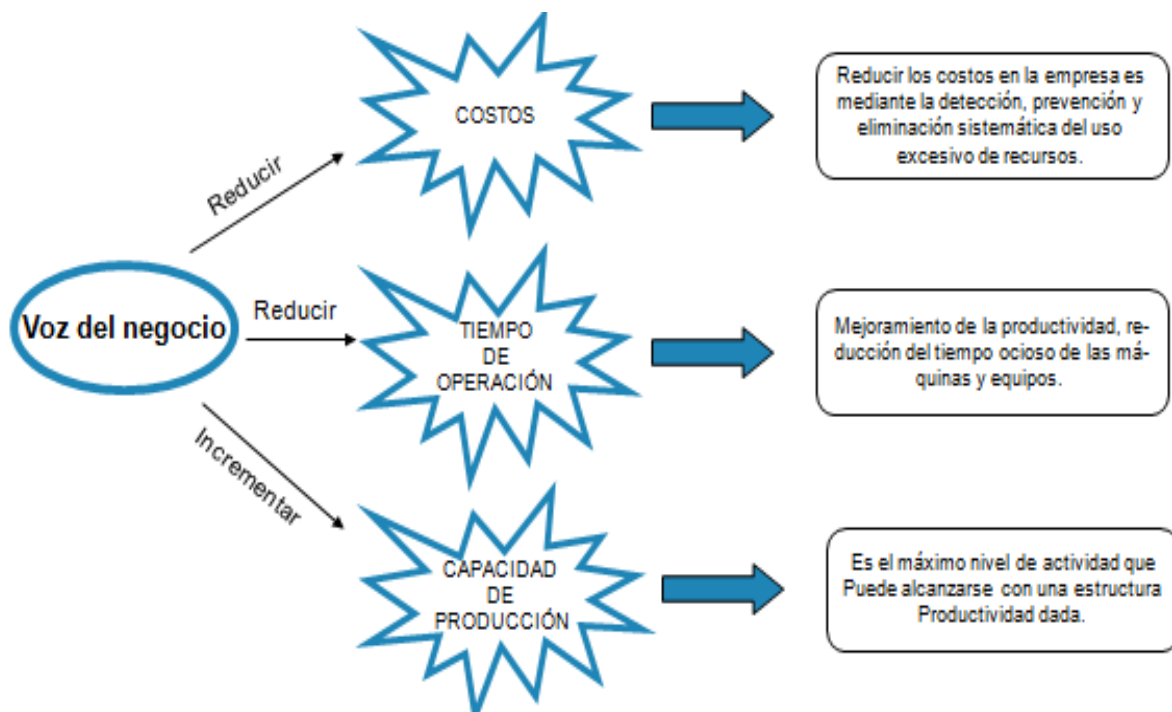 COSTOS
Reducir los costos en la empresa es
mediante la detección, prevención y
eliminación sistemática del uso
excesivo de recursos.
Reducir
Voz del negocio
Reducir
TIEMPO
DE
OPERACIÓN
Mejoramiento de la productividad, re-
ducción del tiempo ocioso de las má-
quinas y equipos.
Incrementar
CAPACIDAD
DE
PRODUCCIÓN
Es el máximo nivel de actividad que
Puede alcanzarse con una estructura
Productividad dada.